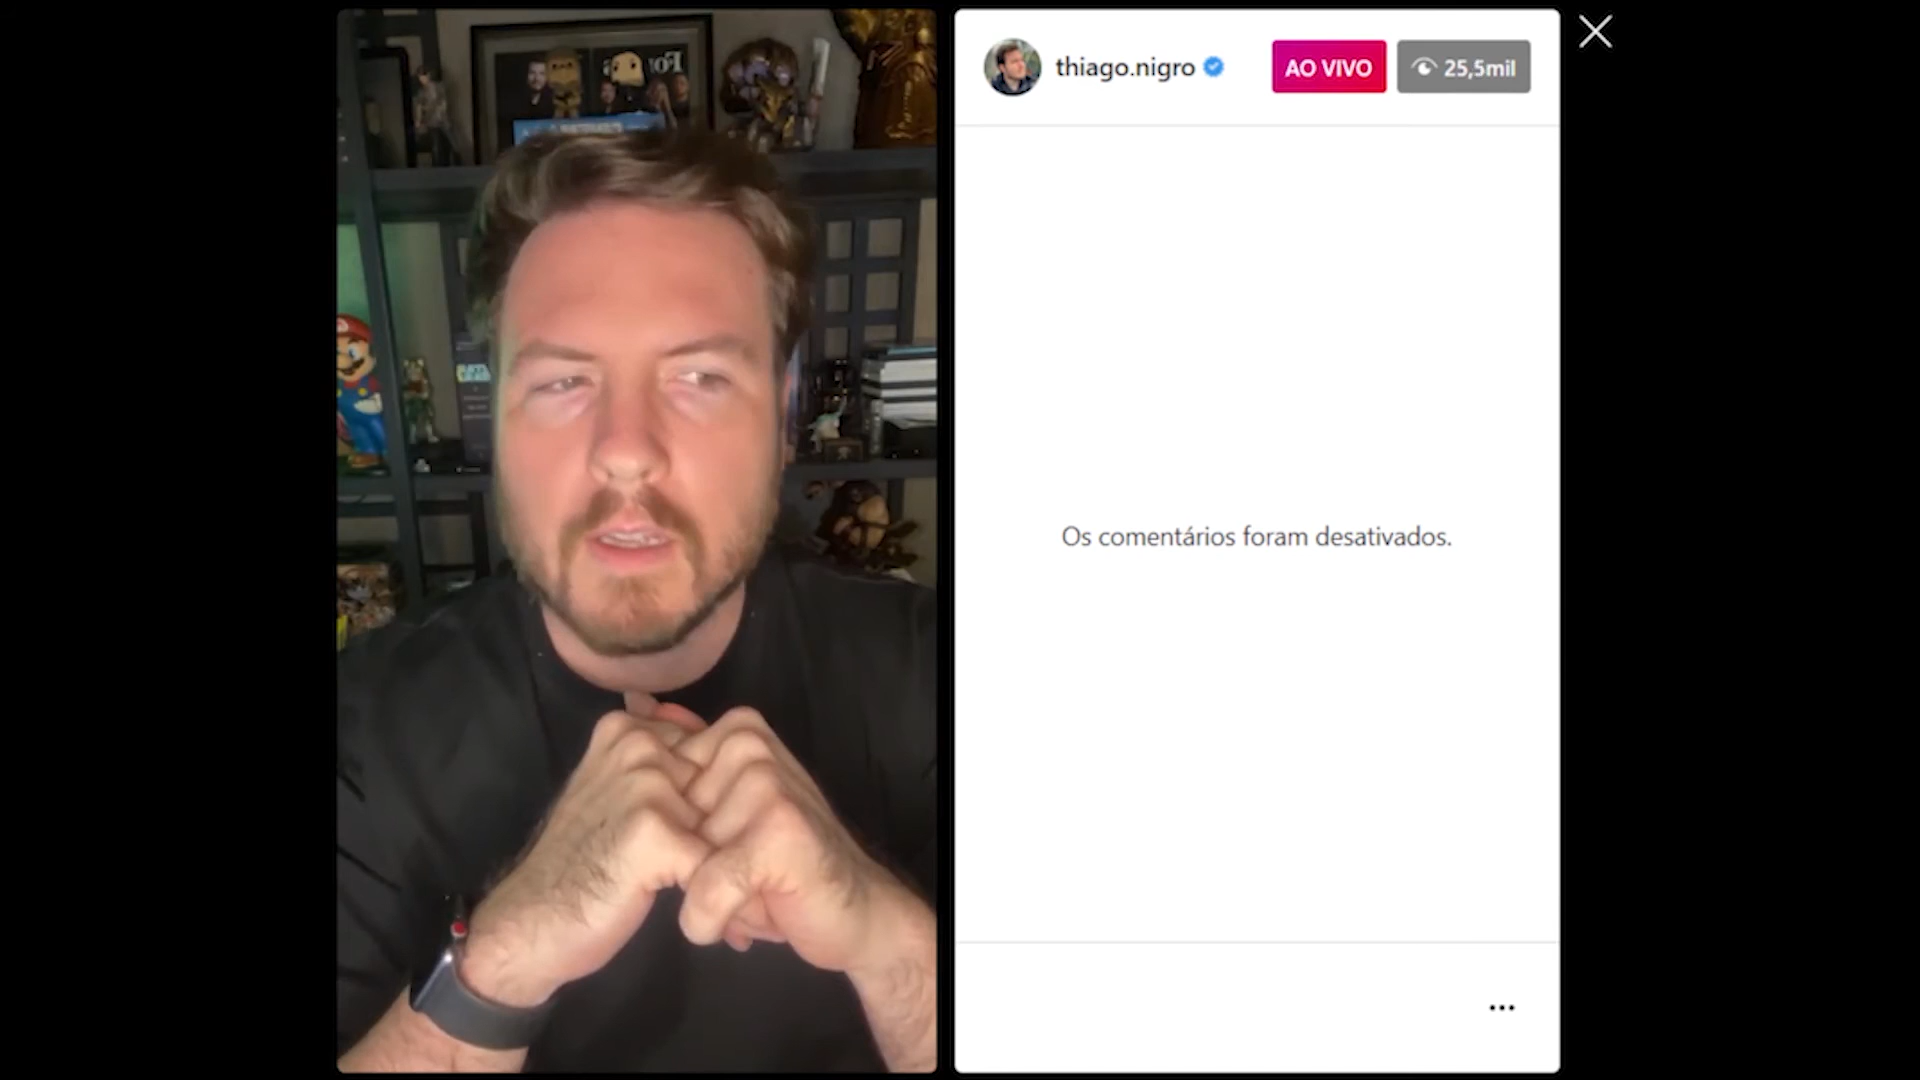 thiago.nigro
AO VIVO
25,5mil
Os comentários foram desativados.